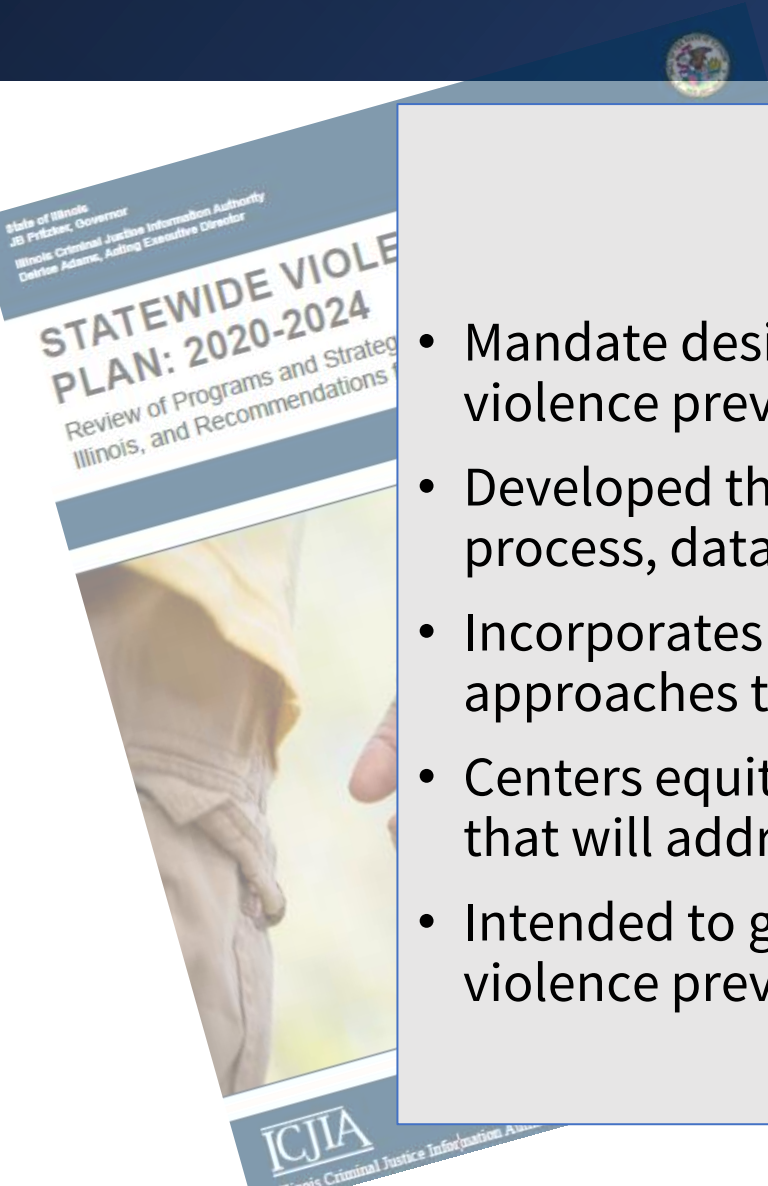 State of Illinois
JB Pritzker, Governor
Illinois Criminal Justice Information Authority
Delrice Adams, Acting Executive Director
STATEWIDE VIOLE
PLAN: 2020-2024
Review of Programs and Strateg
Illinois, and Recommendations f
• Mandate desi
violence prev
• Developed th
process, data
• Incorporates
approaches t
• Centers equit
that will addr
• Intended to g
violence prev
ICJIA
inois Criminal Justice Information Au